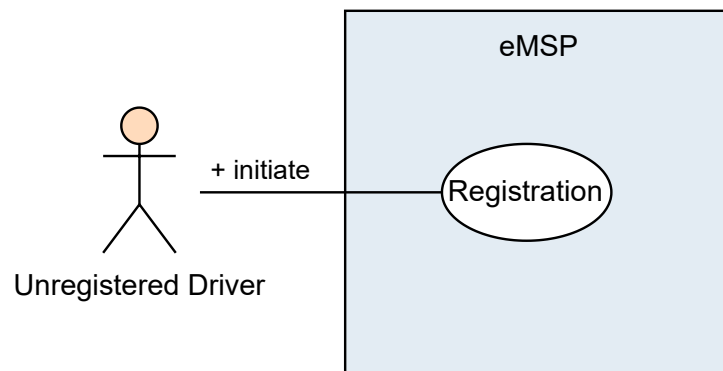 eMSP
+ initiate
Registration
Unregistered Driver